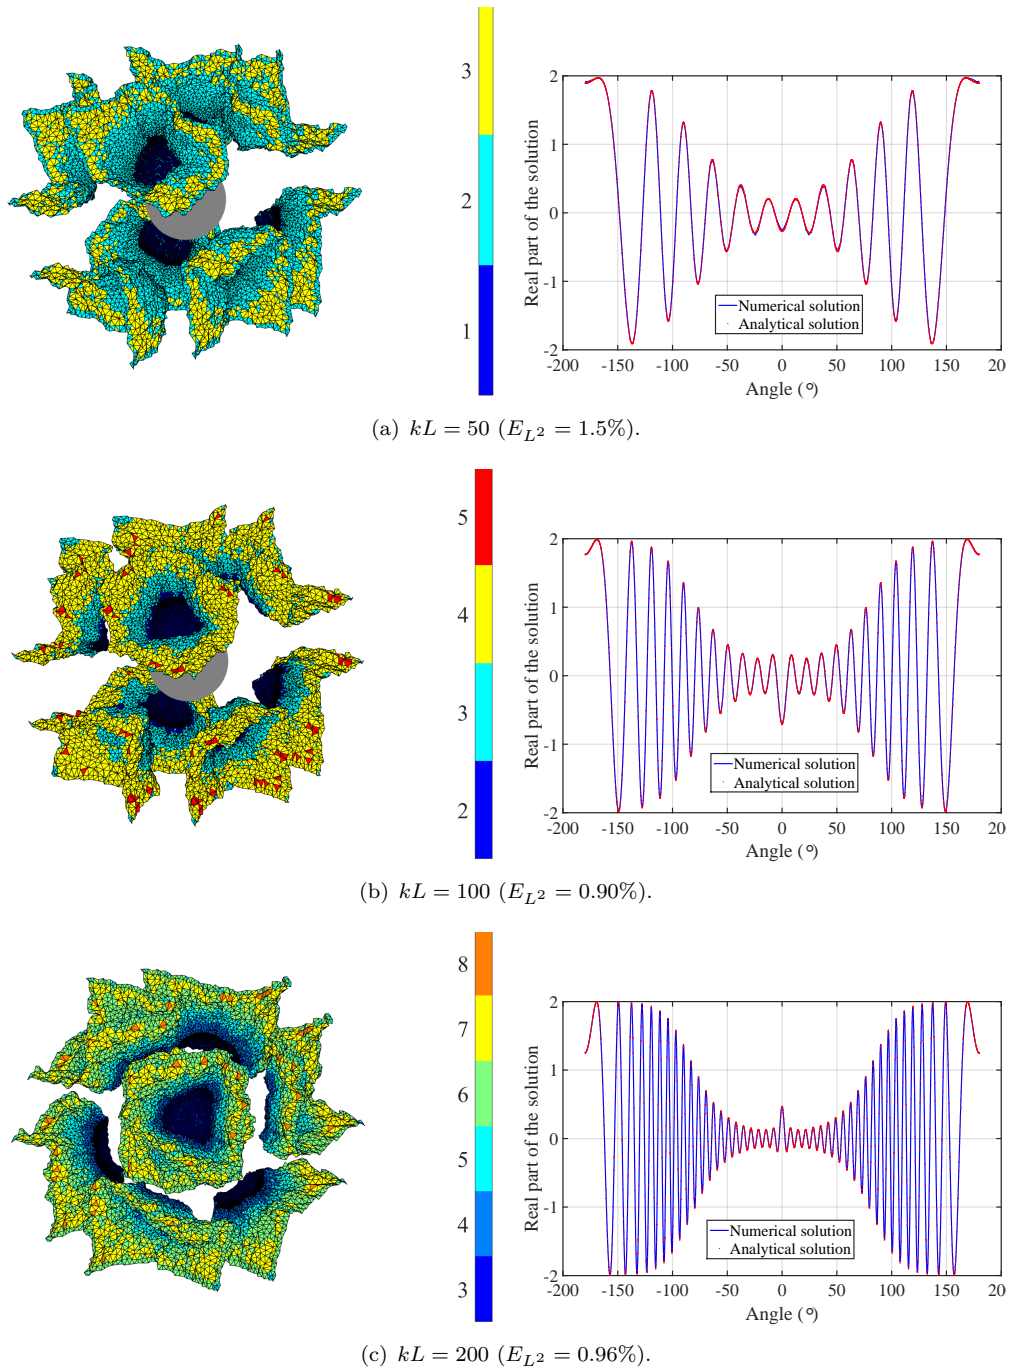 3
2
1
Real part of the solution
2
1
0
-1
-2
-200 -150 -100 -50 0 50 100 150 20
Angle (°)
Numerical solution
Analytical solution
(a) kL = 50 (E_{L^2} = 1.5%).
5
4
3
2
Real part of the solution
2
1
0
-1
-2
-200 -150 -100 -50 0 50 100 150 20
Angle (°)
Numerical solution
Analytical solution
(b) kL = 100 (E_{L^2} = 0.90%).
8
7
6
5
4
3
Real part of the solution
2
1
0
-1
-2
-200 -150 -100 -50 0 50 100 150 20
Angle (°)
Numerical solution
Analytical solution
(c) kL = 200 (E_{L^2} = 0.96%).